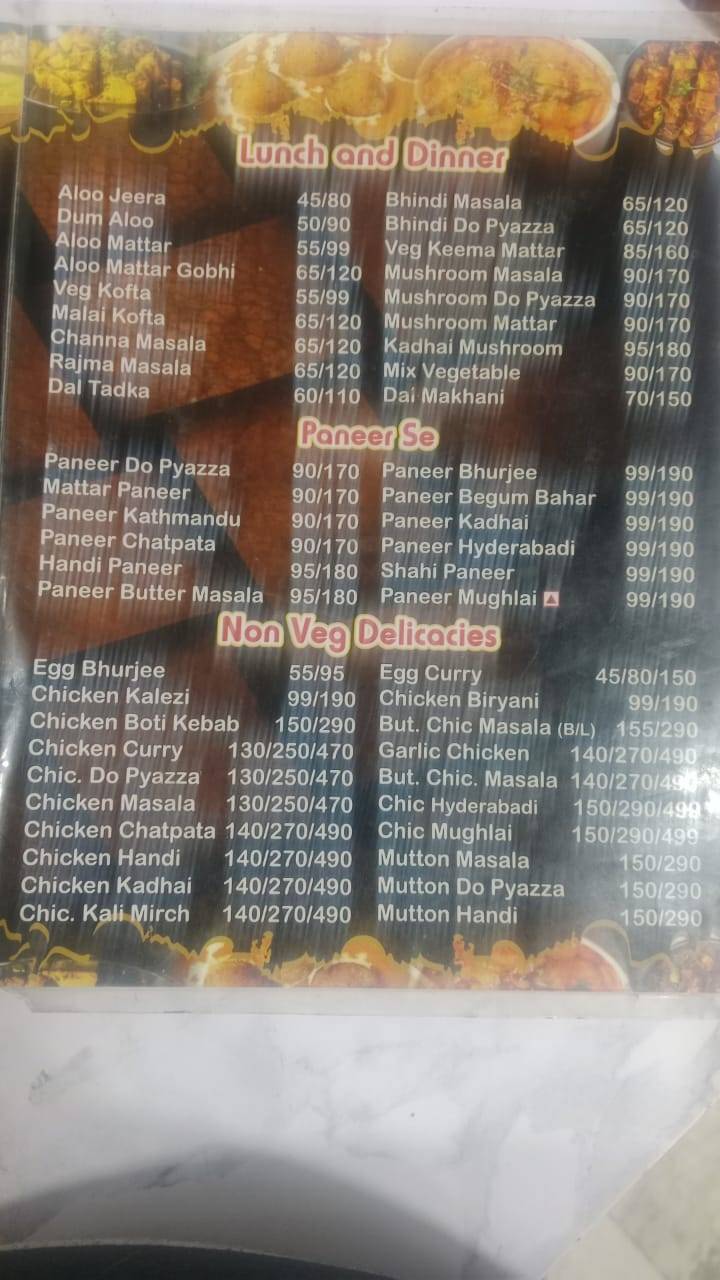 Lunch and Dinner
Aloo Jeera 45/80 Bhindi Masala 65/120
Dum Aloo 50/90 Bhindi Do Pyazza 65/120
Aloo Mattar 55/99 Veg Keema Mattar 85/160
Aloo Mattar Gobhi 65/120 Mushroom Masala 90/170
Veg Kofta 55/99 Mushroom Do Pyazza 90/170
Malai Kofta 65/120 Mushroom Mattar 90/170
Channa Masala 65/120 Kadhai Mushroom 95/180
Rajma Masala 65/120 Mix Vegetable 90/170
Dal Tadka 60/110 Dal Makhani 70/150
Paneer Se
Paneer Do Pyazza 90/170 Paneer Bhurjee 99/190
Mattar Paneer 90/170 Paneer Begum Bahar 99/190
Paneer Kathmandu 90/170 Paneer Kadhai 99/190
Paneer Chatpata 90/170 Paneer Hyderabadi 99/190
Handi Paneer 95/180 Shahi Paneer 99/190
Paneer Butter Masala 95/180 Paneer Mughlai 99/190
Non Veg Delicacies
Egg Bhurjee 55/95 Egg Curry 45/80/150
Chicken Kalezi 99/190 Chicken Biryani 99/190
Chicken Boti Kebab 150/290 But. Chic Masala (B/L) 155/290
Chicken Curry 130/250/470 Garlic Chicken 140/270/490
Chic. Do Pyazza 130/250/470 But. Chic. Masala 140/270/490
Chicken Masala 130/250/470 Chic Hyderabadi 150/290/499
Chicken Chatpata 140/270/490 Chic Mughlai 150/290/499
Chicken Handi 140/270/490 Mutton Masala 150/290
Chicken Kadhai 140/270/490 Mutton Do Pyazza 150/290
Chic. Kali Mirch 140/270/490 Mutton Handi 150/290